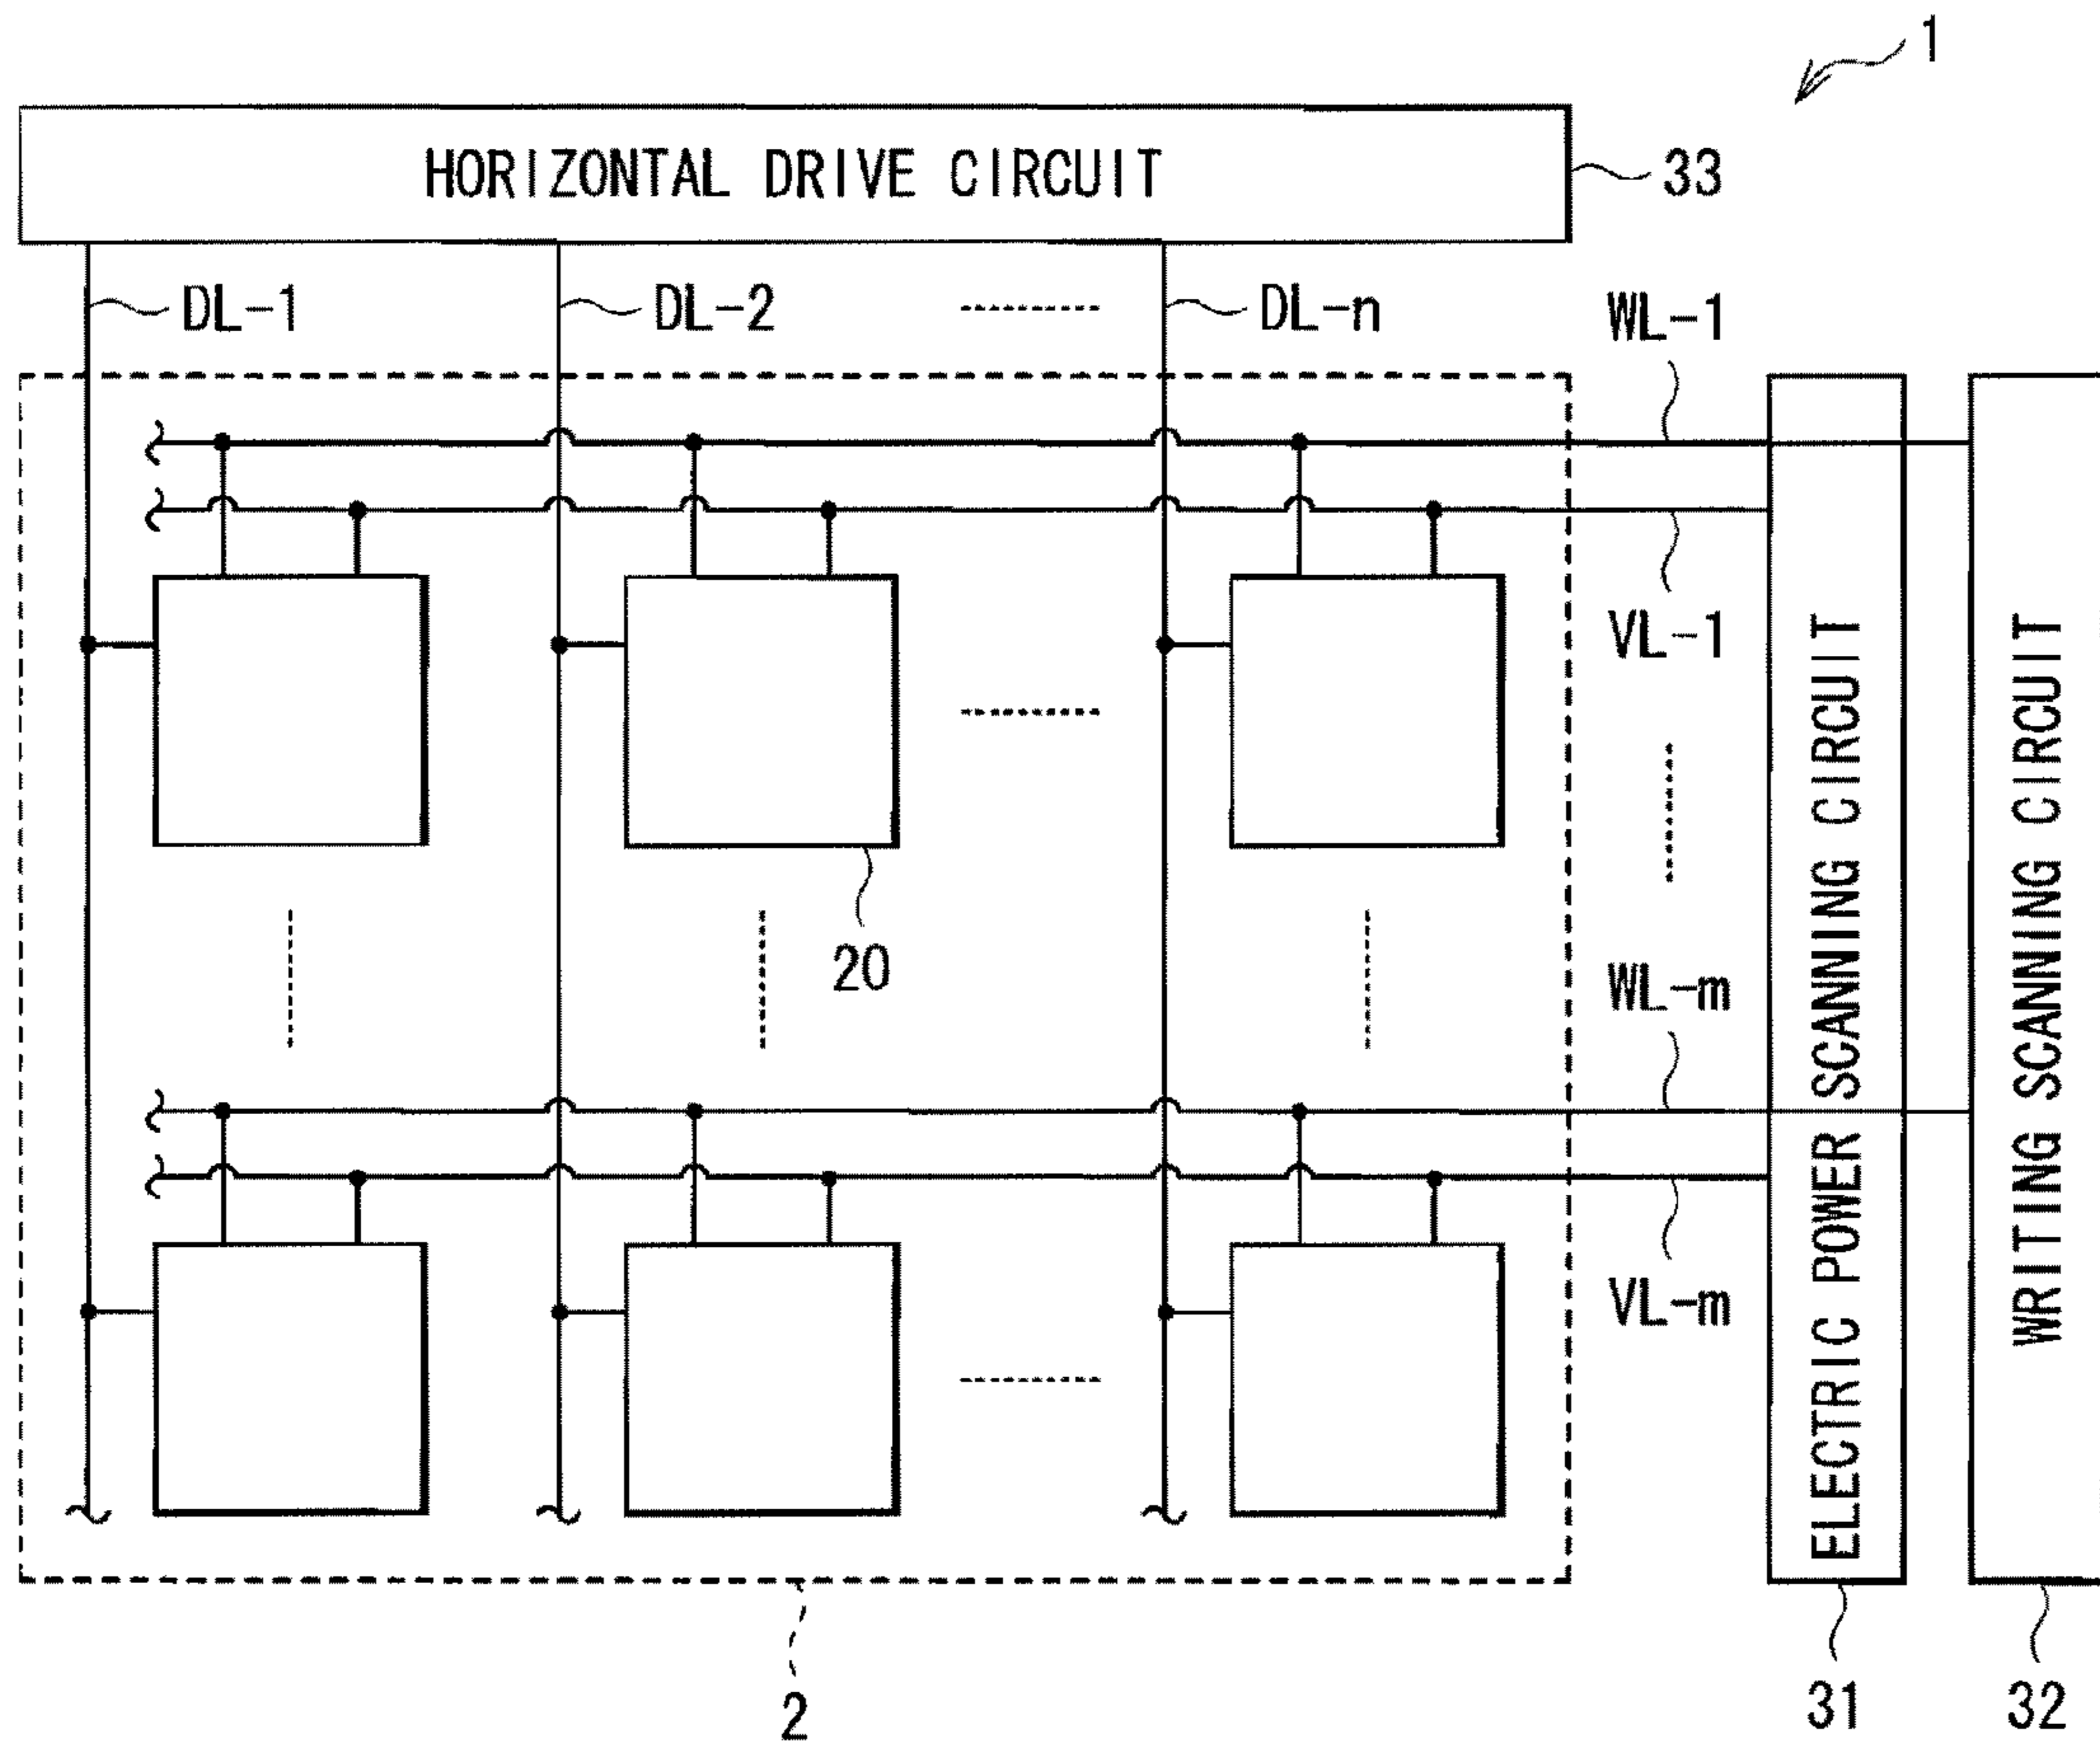 1
HORIZONTAL DRIVE CIRCUIT
33
DL-1
DL-2
DL-n
WL-1
VL-1
20
WL-m
VL-m
ELECTRIC POWER SCANNING CIRCUIT
WRITING SCANNING CIRCUIT
2
31
32